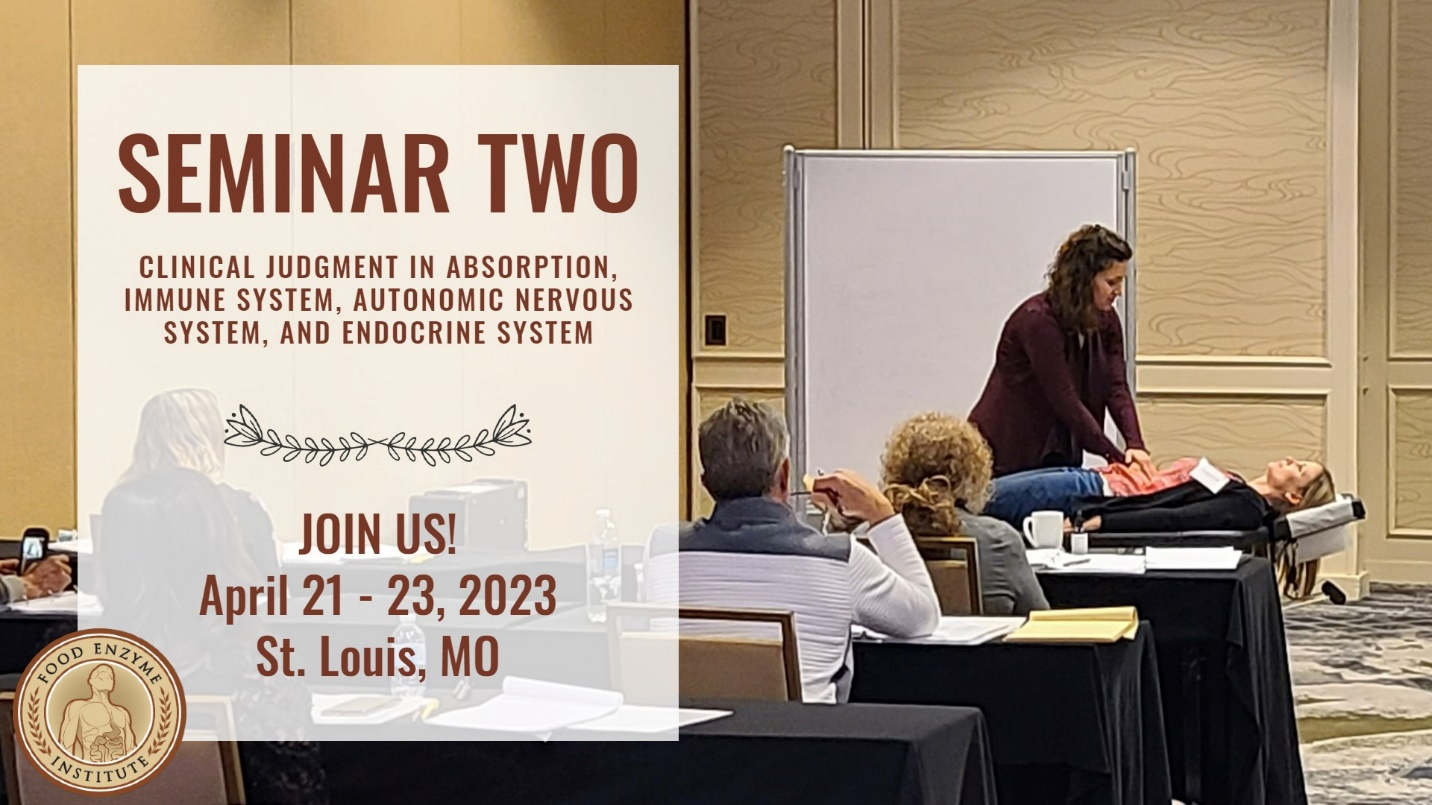 SEMINAR TWO
CLINICAL JUDGMENT IN ABSORPTION,
IMMUNE SYSTEM, AUTONOMIC NERVOUS
SYSTEM, AND ENDOCRINE SYSTEM
JOIN US!
April 21 - 23, 2023
St. Louis, MO
FOOD ENZYME
INSTITUTE